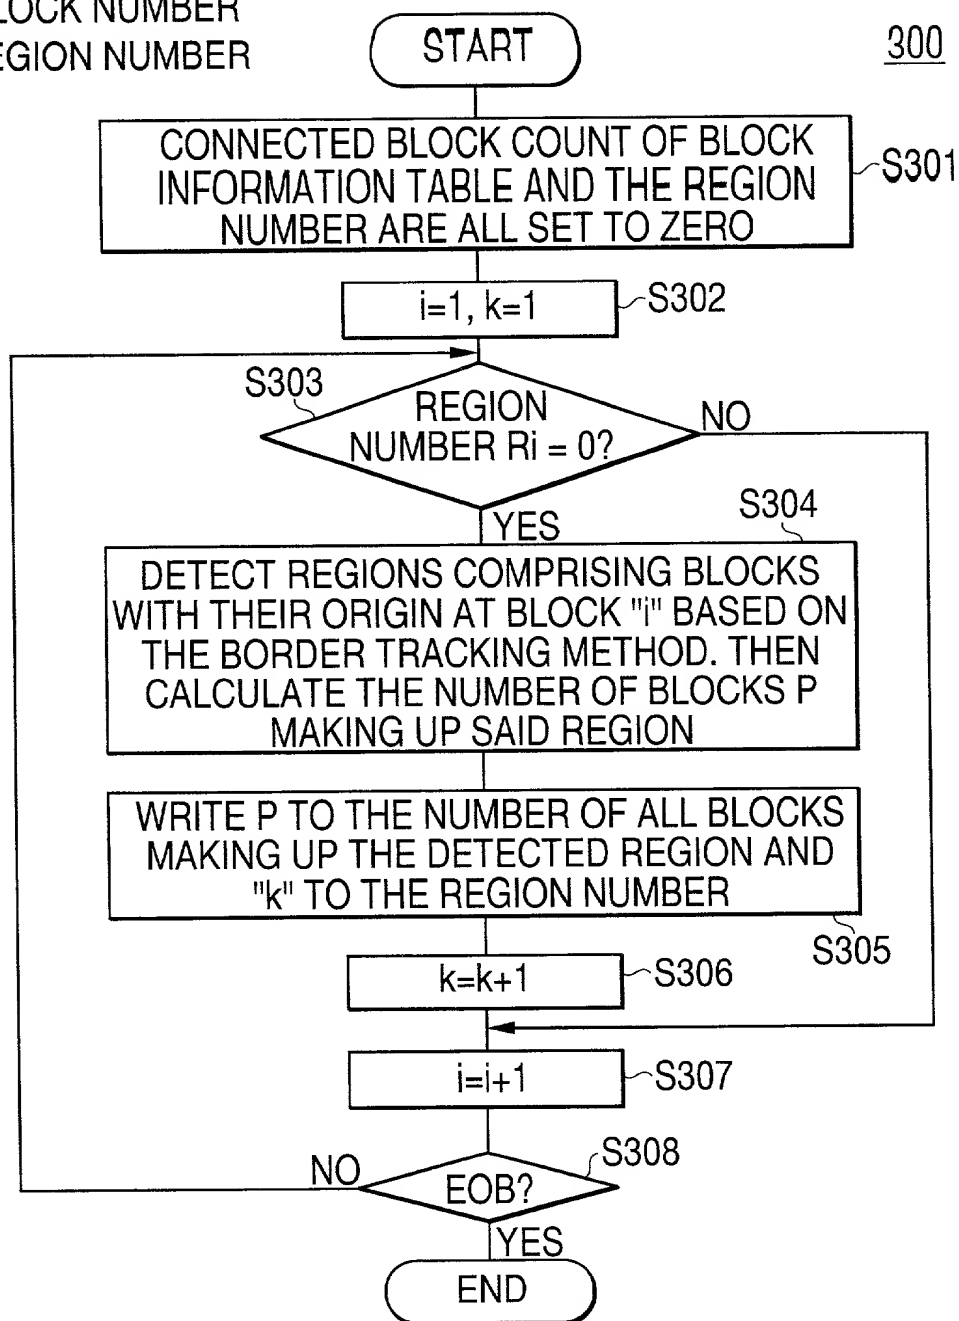 LOCK NUMBER
EGION NUMBER
START
300
CONNECTED BLOCK COUNT OF BLOCK
INFORMATION TABLE AND THE REGION
NUMBER ARE ALL SET TO ZERO
S301
i=1, k=1
S302
S303
REGION
NUMBER Ri = 0?
NO
YES
S304
DETECT REGIONS COMPRISING BLOCKS
WITH THEIR ORIGIN AT BLOCK "i" BASED ON
THE BORDER TRACKING METHOD. THEN
CALCULATE THE NUMBER OF BLOCKS P
MAKING UP SAID REGION
WRITE P TO THE NUMBER OF ALL BLOCKS
MAKING UP THE DETECTED REGION AND
"k" TO THE REGION NUMBER
S305
k=k+1
S306
i=i+1
S307
S308
NO
EOB?
YES
END